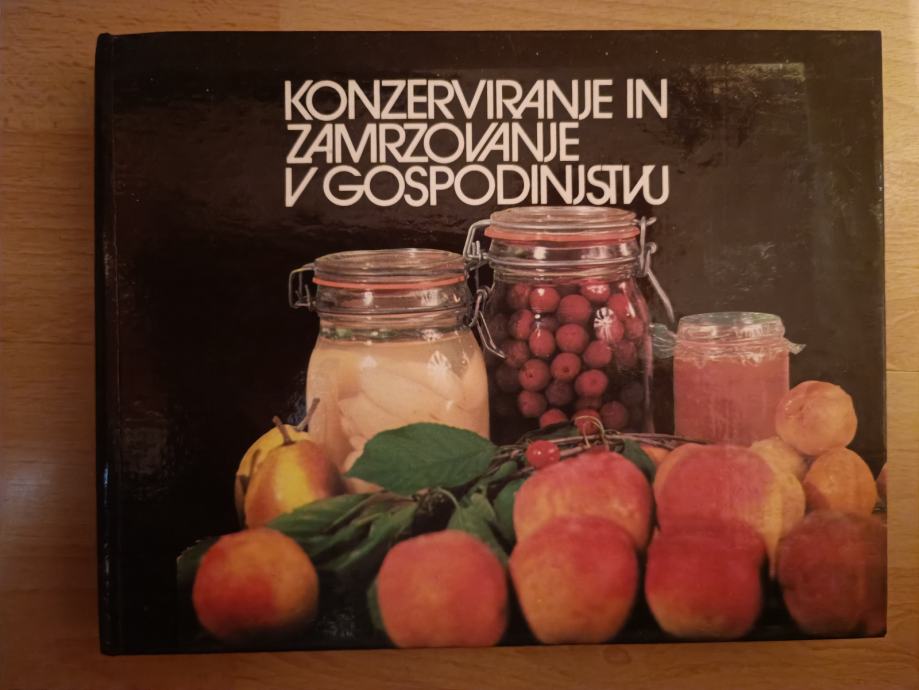 KONZERVIRANJE IN
ZAMRZOVANJE
V GOSPODINJSTVU